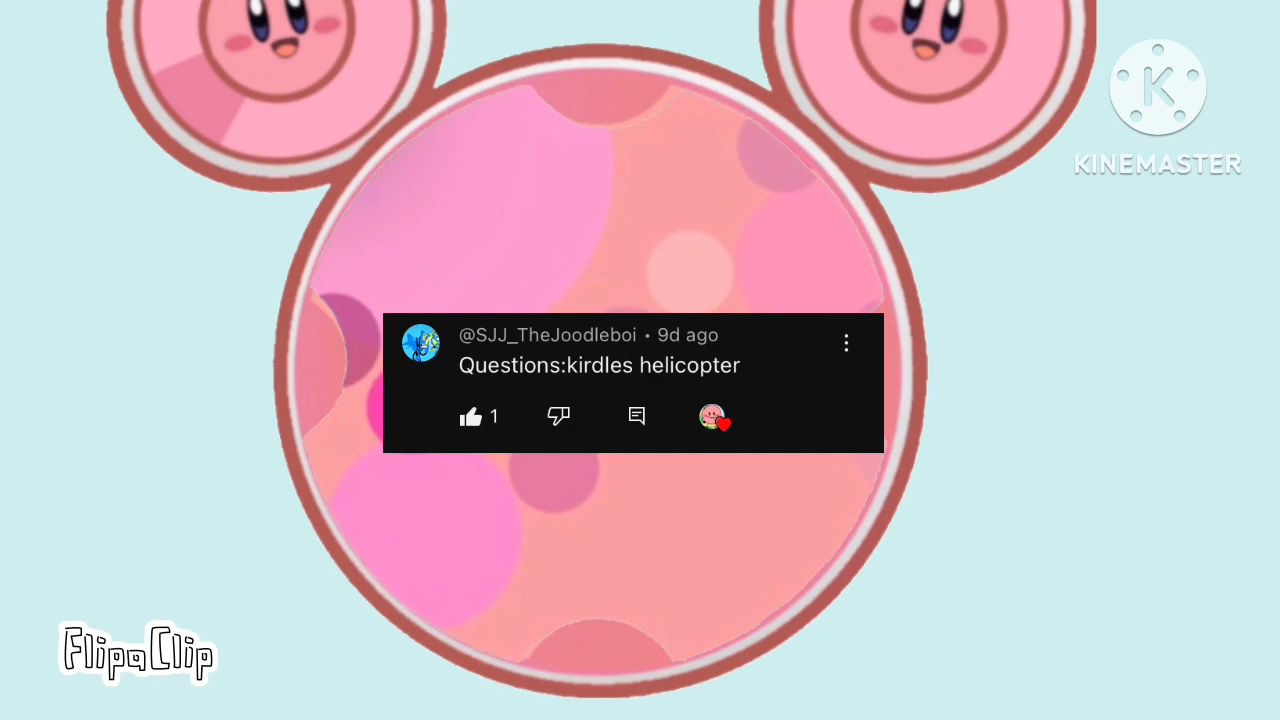 K
KINEMASTER
@SJJ_TheJoodleboi • 9d ago
Questions:kirdles helicopter
1
FlipaClip